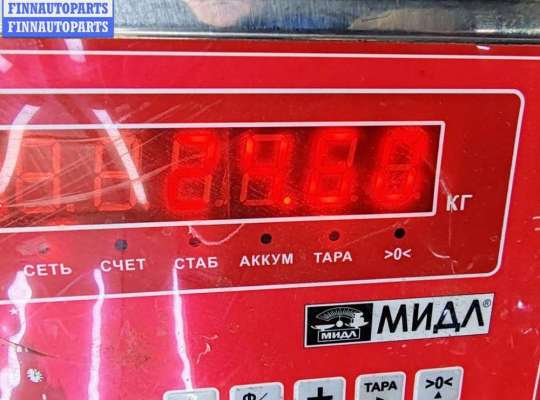 FINNAUTOPARTS
FINNAUTOPARTS
24.60
КГ
СЕТЬ СЧЕТ СТАБ АККУМ ТАРА >0<
МИДЛ МИДЛ®
+ ТАРА >0<